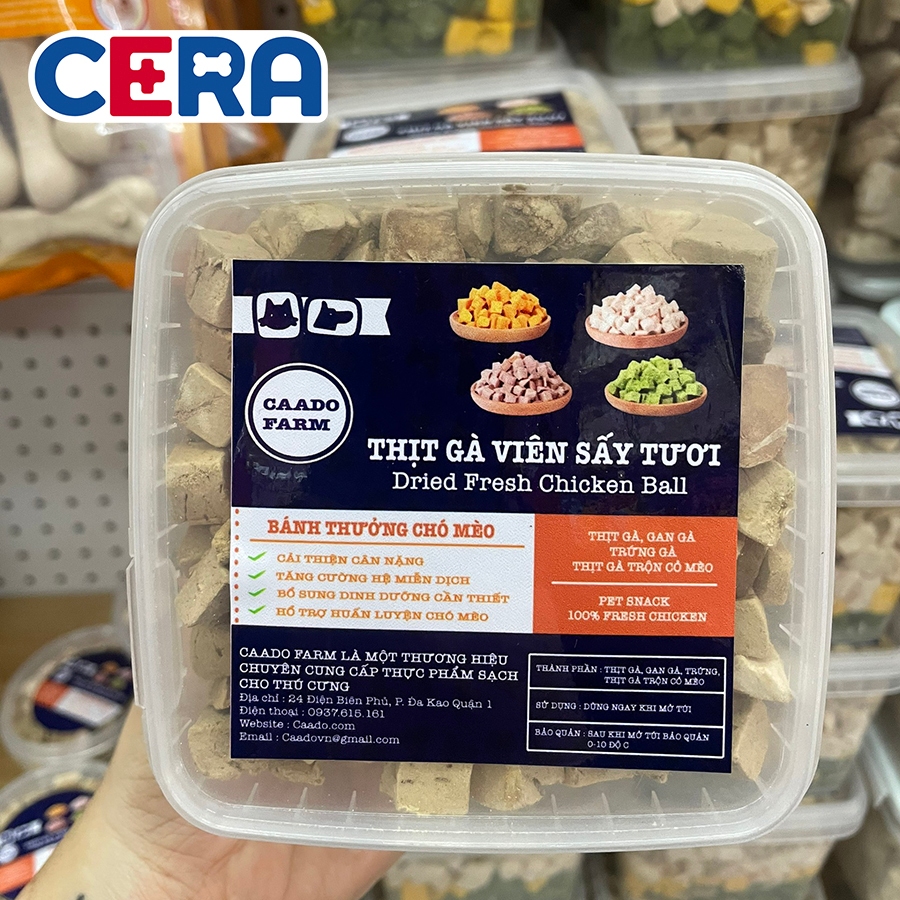 CERA
CAADO
FARM
THỊT GÀ VIÊN SẤY TƯƠI
Dried Fresh Chicken Ball
BÁNH THƯỞNG CHÓ MÈO
CẢI THIỆN CÂN NẶNG
TĂNG CƯỜNG HỆ MIỄN DỊCH
BỔ SUNG DINH DƯỠNG CẦN THIẾT
HỖ TRỢ HUẤN LUYỆN CHÓ MÈO
THỊT GÀ, GAN GÀ
TRỨNG GÀ
THỊT GÀ TRỘN CỎ MÈO
PET SNACK
100% FRESH CHICKEN
CAADO FARM LÀ MỘT THƯƠNG HIỆU
CHUYÊN CUNG CẤP THỰC PHẨM SẠCH
CHO THÚ CƯNG
Địa chỉ : 24 Điện Biên Phủ, P. Đa Kao Quận 1
Điện thoại : 0937.615.161
Website : Caado.com
Email : Caadovn@gmail.com
THÀNH PHẦN : THỊT GÀ, GAN GÀ, TRỨNG,
THỊT GÀ TRỘN CỎ MÈO
SỬ DỤNG : DÙNG NGAY KHI MỞ TÚI
BẢO QUẢN : SAU KHI MỞ TÚI BẢO QUẢN
0-10 ĐỘ C